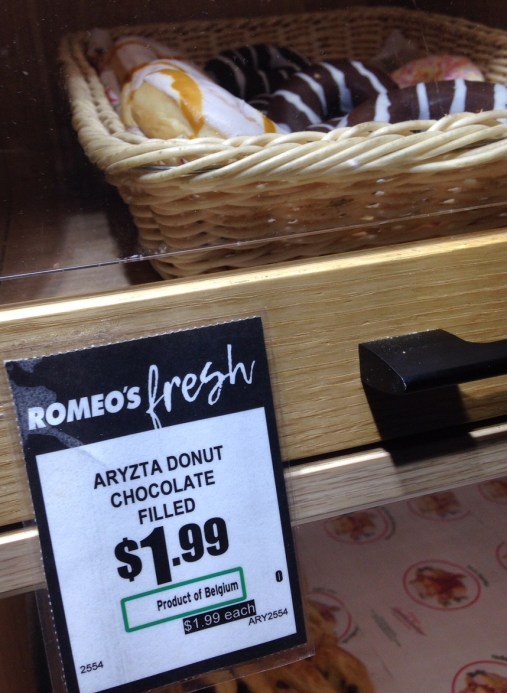 ROMEO'S fresh
ARYZTA DONUT
CHOCOLATE
FILLED
$1.99
Product of Belgium 0
$1.99 each
ARY2554
2554